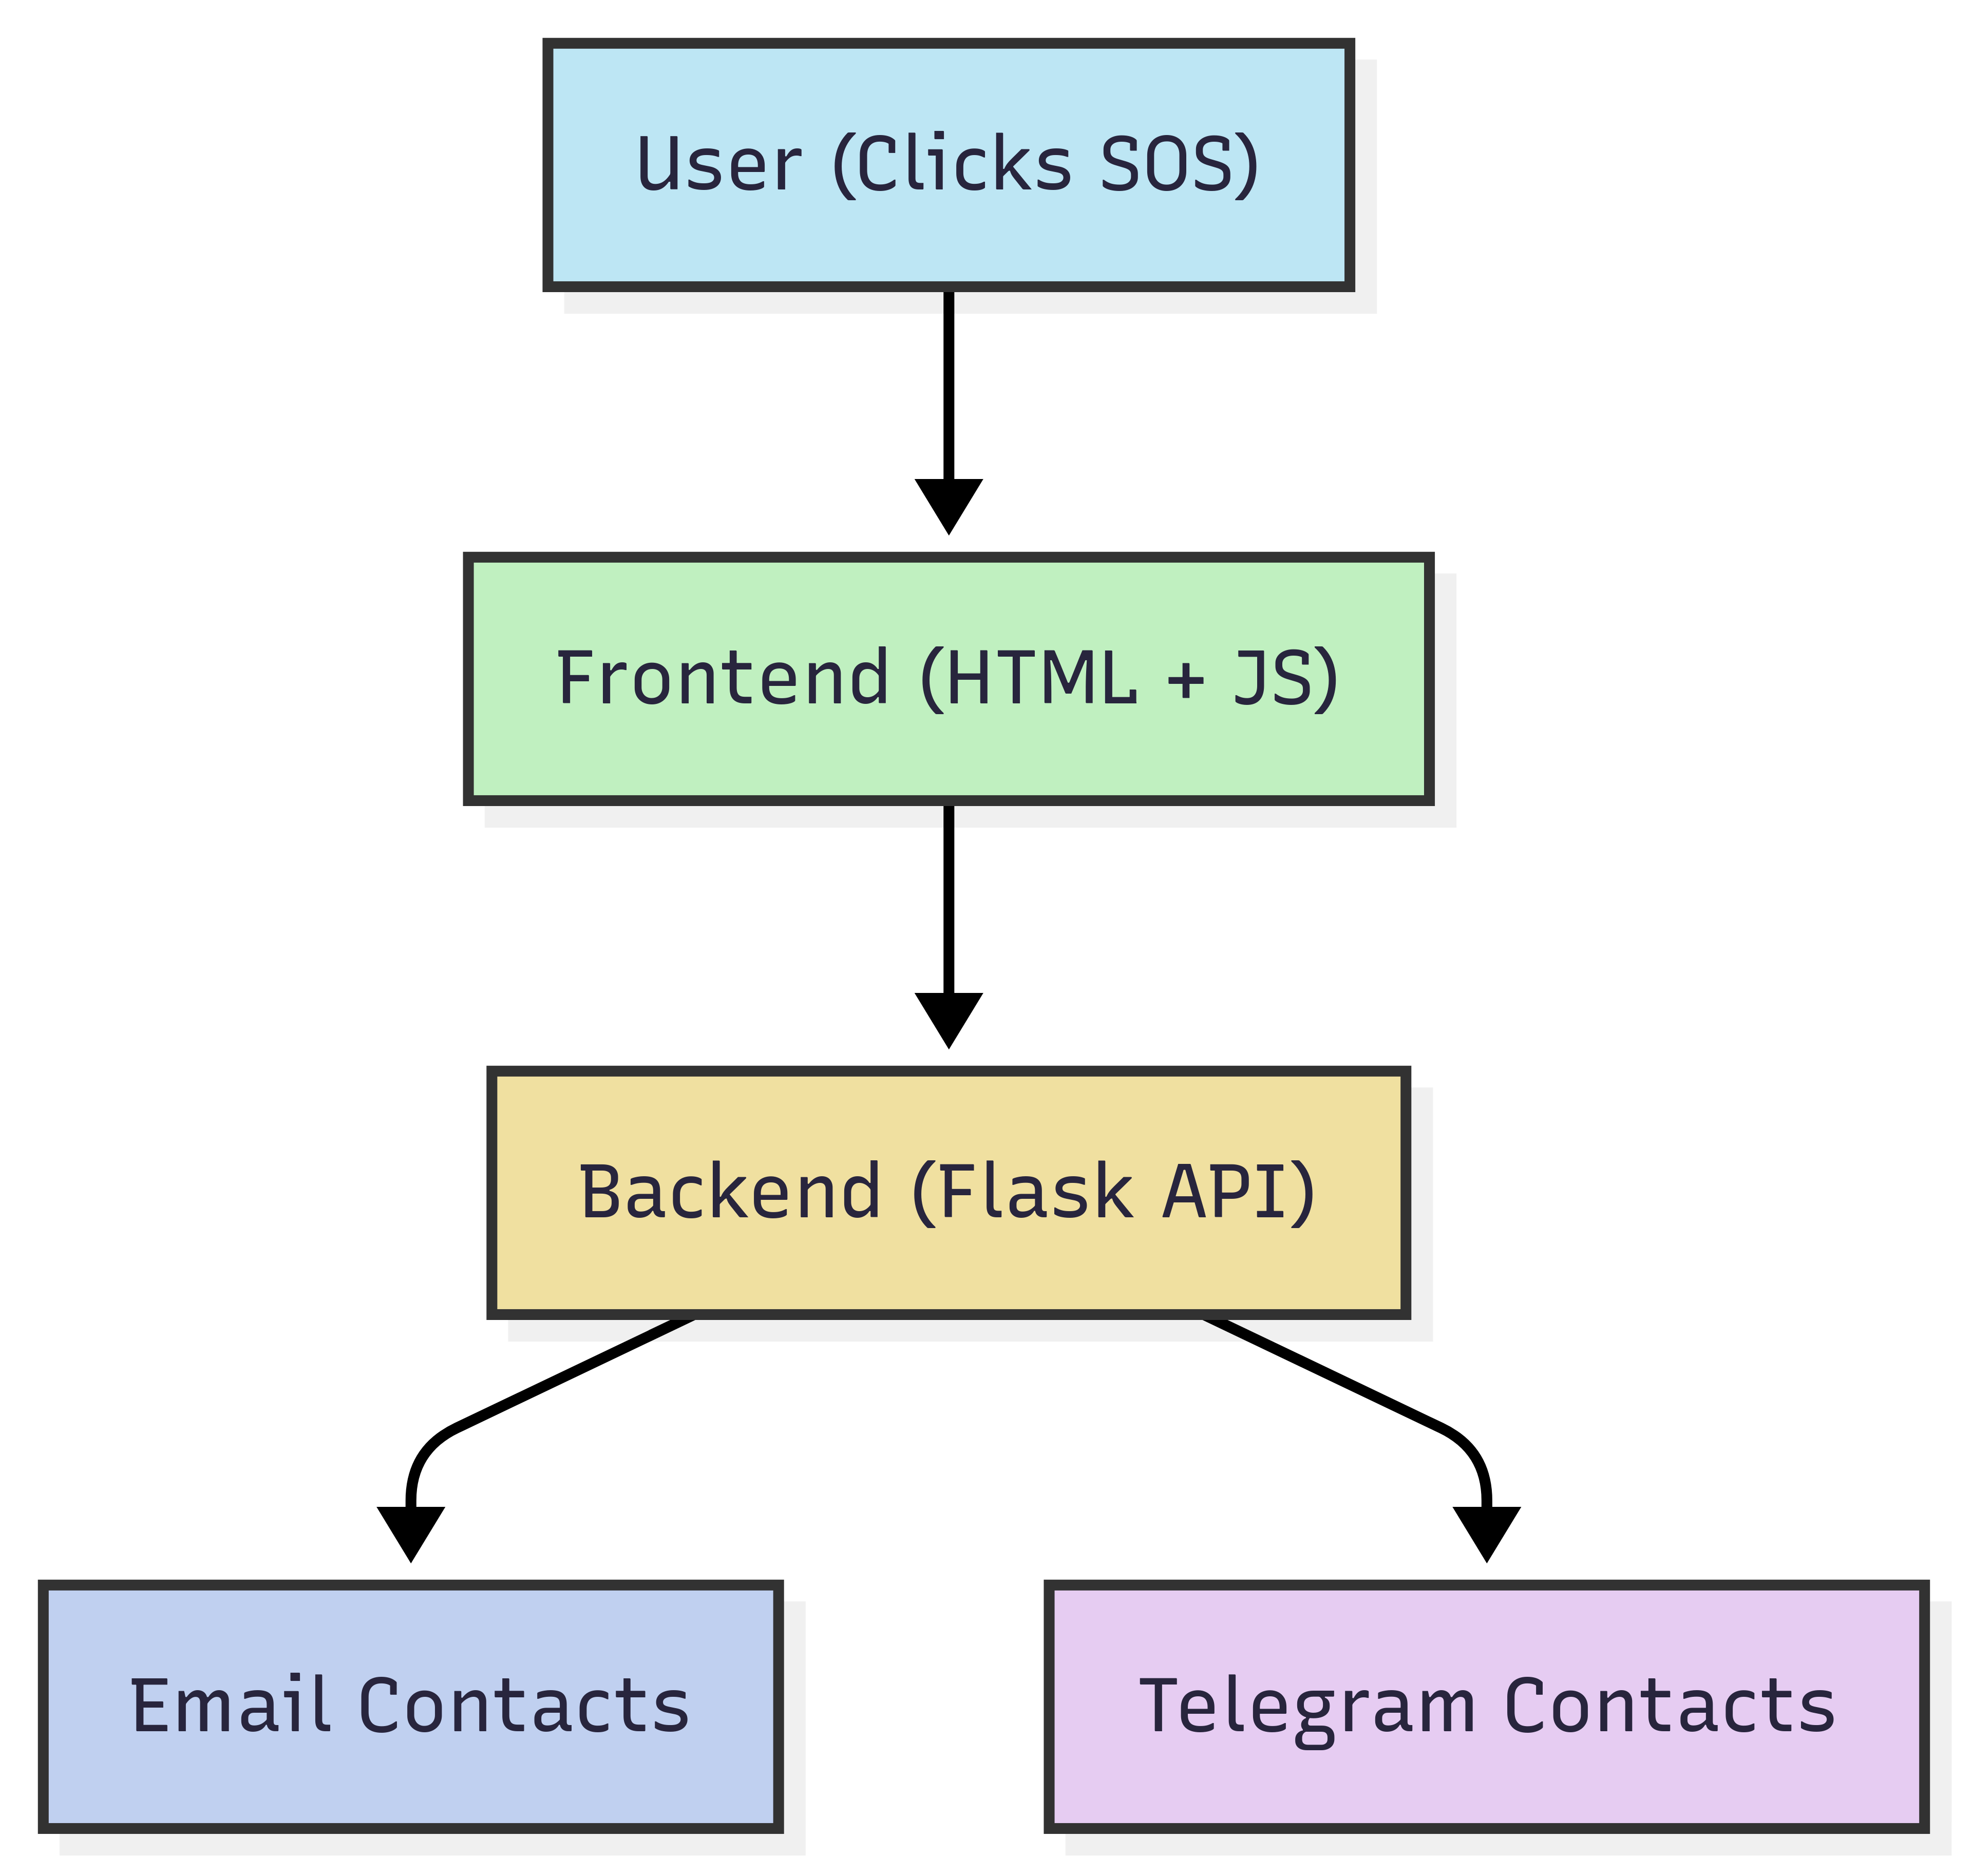 User (Clicks SOS)
Frontend (HTML + JS)
Backend (Flask API)
Email Contacts
Telegram Contacts